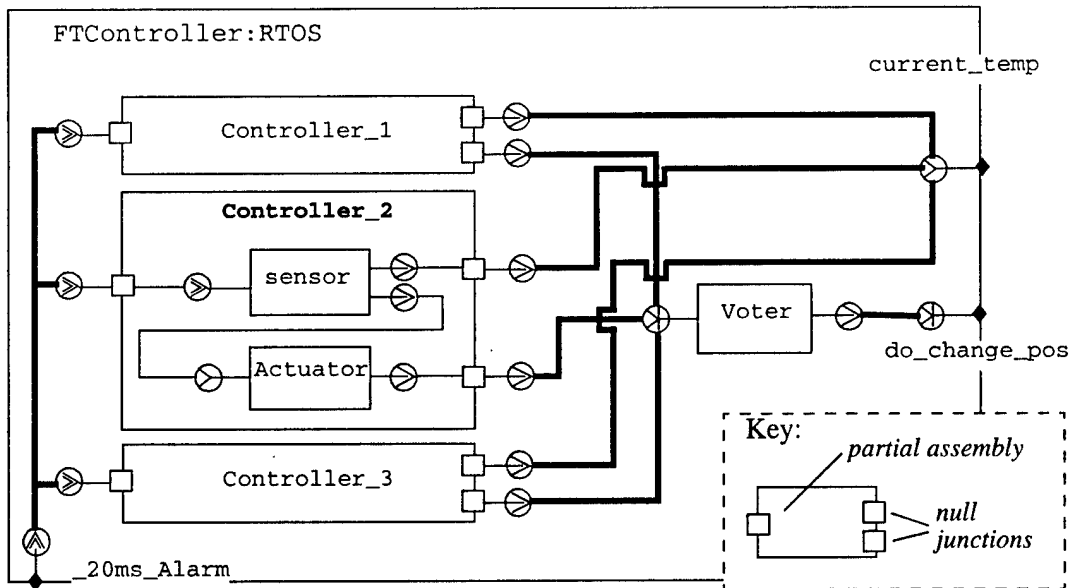 FTController:RTOS
current_temp
Controller_1
Controller_2
sensor
Voter
do_change_pos
Actuator
Key:
partial assembly
Controller_3
null
junctions
_20ms_Alarm